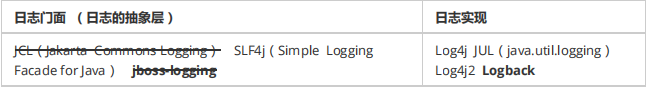 日志门面 （日志的抽象层） 日志实现
JCL（Jakarta Commons Logging） SLF4j（Simple Logging Log4j JUL（java.util.logging）
Facade for Java） jboss-logging Log4j2 Logback